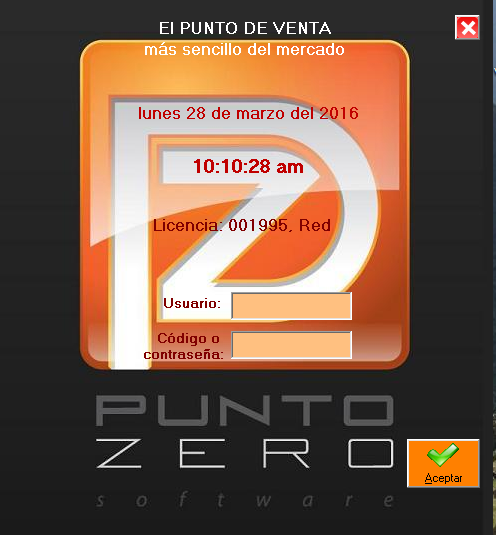 El PUNTO DE VENTA
más sencillo del mercado
lunes 28 de marzo del 2016
10:10:28 am
Licencia: 001995, Red
Usuario:
Código o
contraseña:
PUNTO
ZERO
software
Aceptar